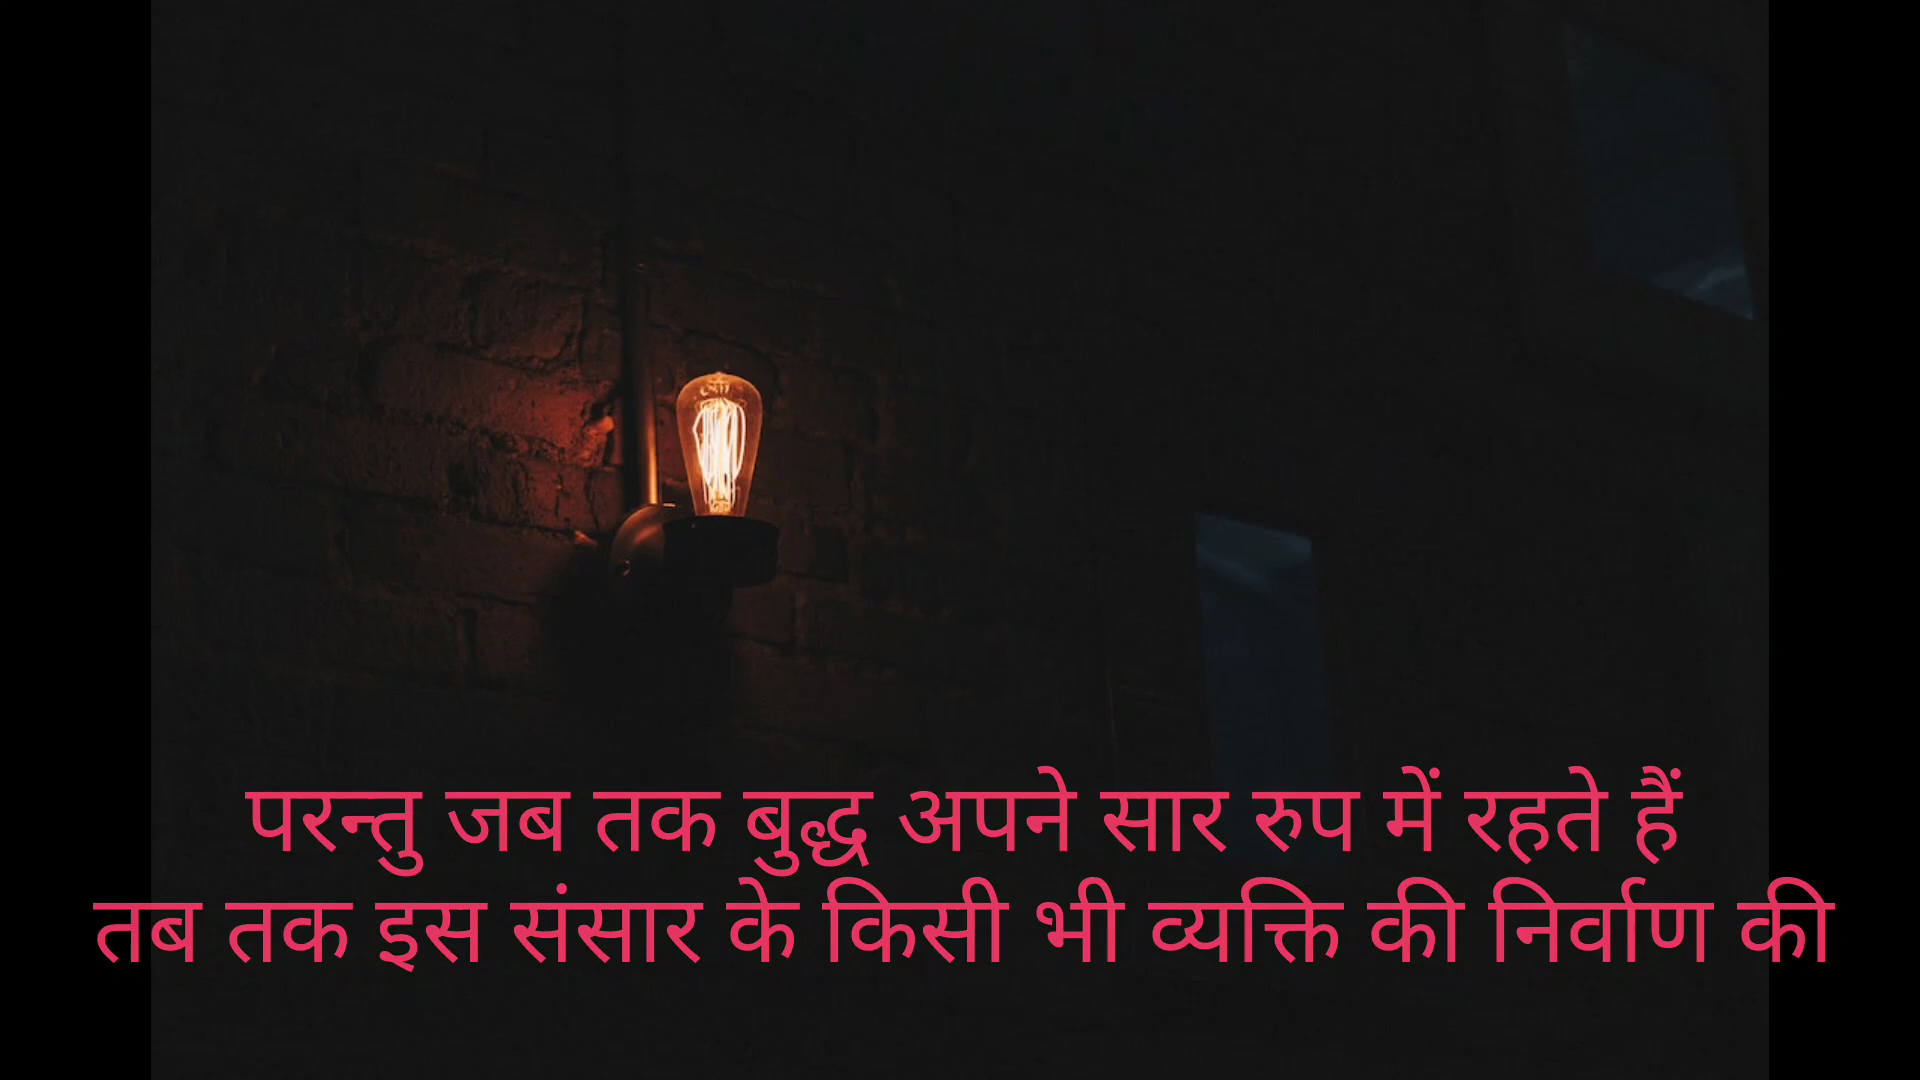 परन्तु जब तक बुद्ध अपने सार रुप में रहते हैं
तब तक इस संसार के किसी भी व्यक्ति की निर्वाण की